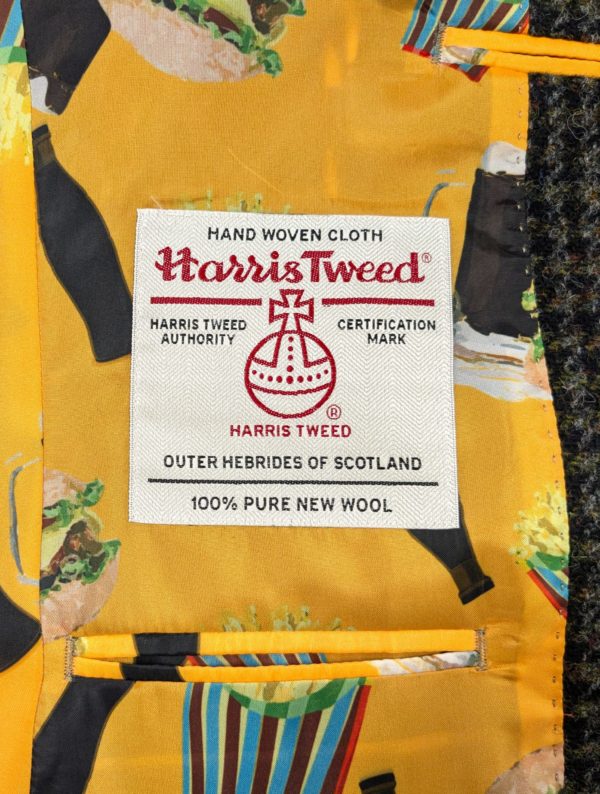 HAND WOVEN CLOTH
Harris Tweed®
HARRIS TWEED AUTHORITY
CERTIFICATION MARK
®
HARRIS TWEED
OUTER HEBRIDES OF SCOTLAND
100% PURE NEW WOOL